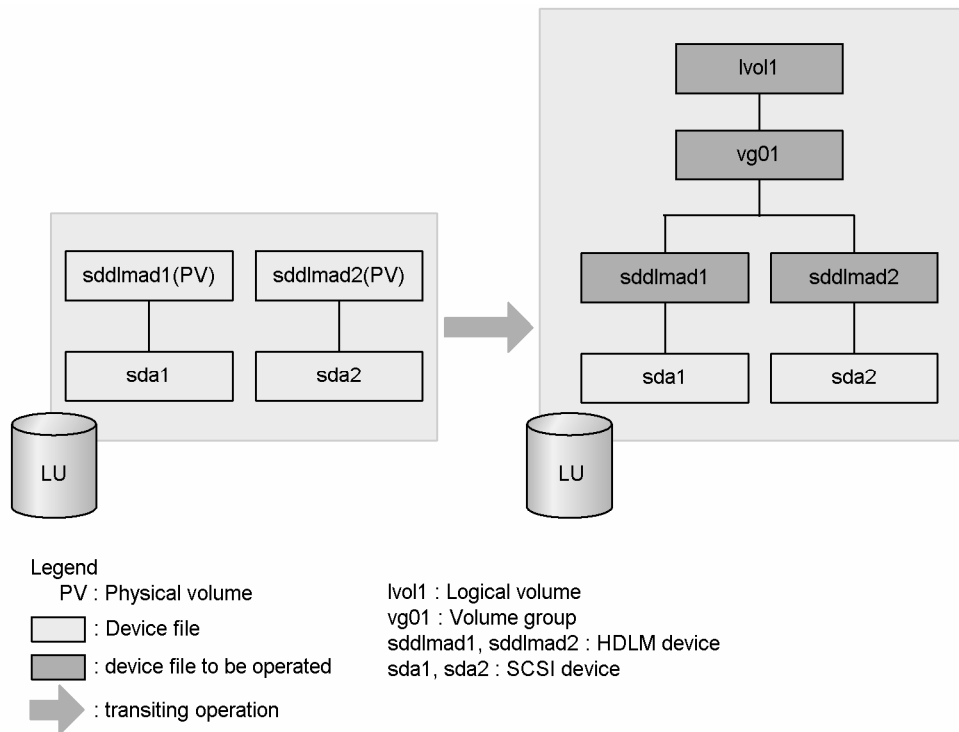 lvol1
vg01
sddlmad1(PV)
sddlmad2(PV)
sddlmad1
sddlmad2
sda1
sda2
sda1
sda2
LU
LU
Legend
PV : Physical volume
: Device file
: device file to be operated
: transiting operation
lvol1 : Logical volume
vg01 : Volume group
sddlmad1, sddlmad2 : HDLM device
sda1, sda2 : SCSI device